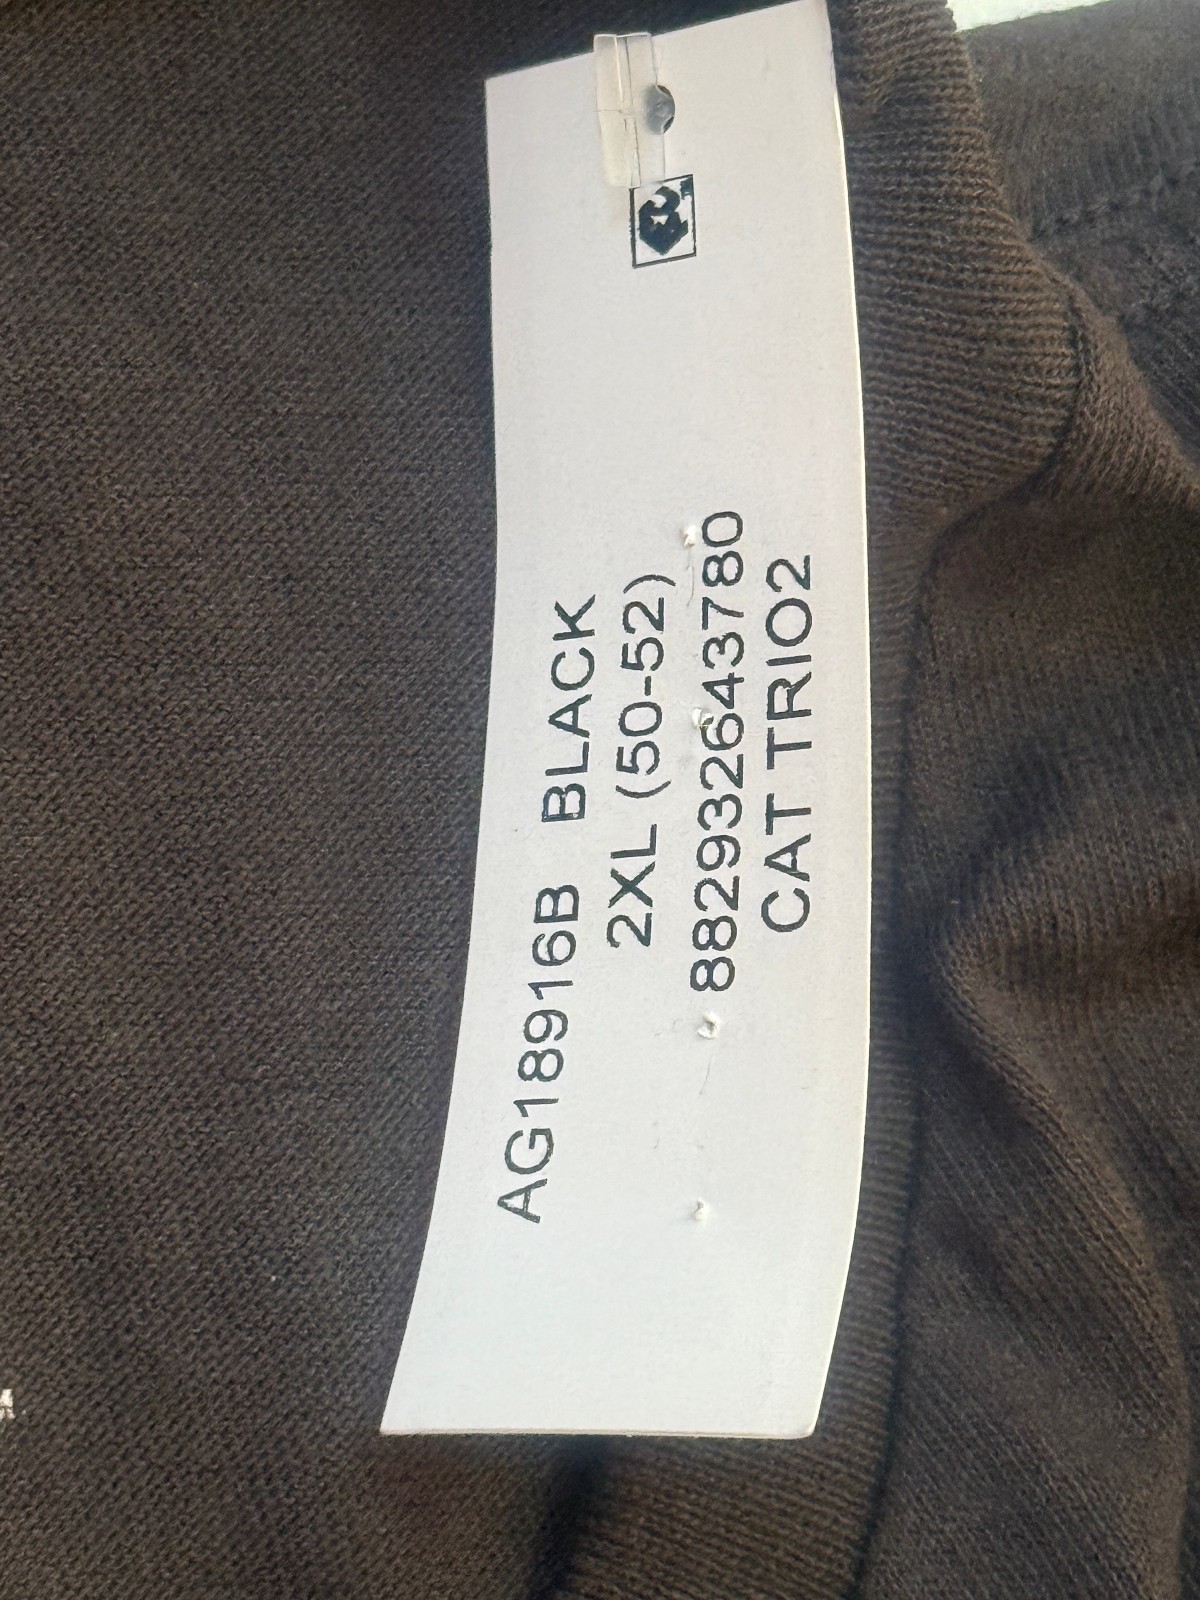 AG18916B BLACK
2XL (50-52)
882932643780
CAT TRIO2